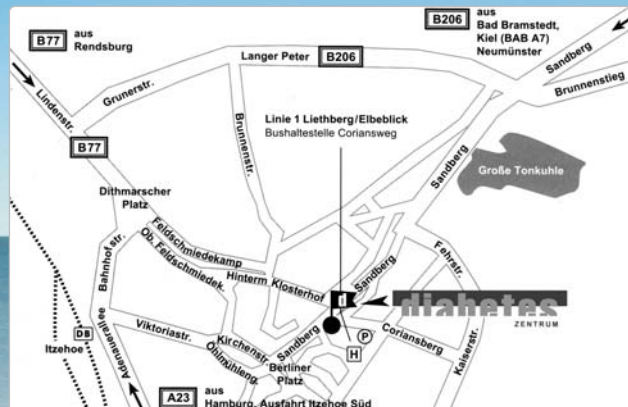 B77
aus
Rendsburg
B206
aus
Bad Bramstedt,
Kiel (BAB A7)
Neumünster
Langer Peter
B206
Sandberg
Brunnenstieg
Grunerstr.
Lindenstr.
Brunnenstr.
Linie 1 Liethberg/Elbeblick
Bushaltestelle Coriansweg
B77
Sandberg
Große Tonkuhle
Dithmarscher
Platz
Feldschmiedekamp
Ob. Feldschmiedek.
Bahnhofstr.
Hinterm Klosterhof
Sandberg
Fehrstr.
d
diabetes
ZENTRUM
DB
Itzehoe
Adenauerallee
Viktoriastr.
Kirchenstr.
Öhlmühleng.
Sandberg
Berliner
Platz
P
H
Coriansberg
Kaiserstr.
A23
aus
Hamburg, Ausfahrt Itzehoe Süd